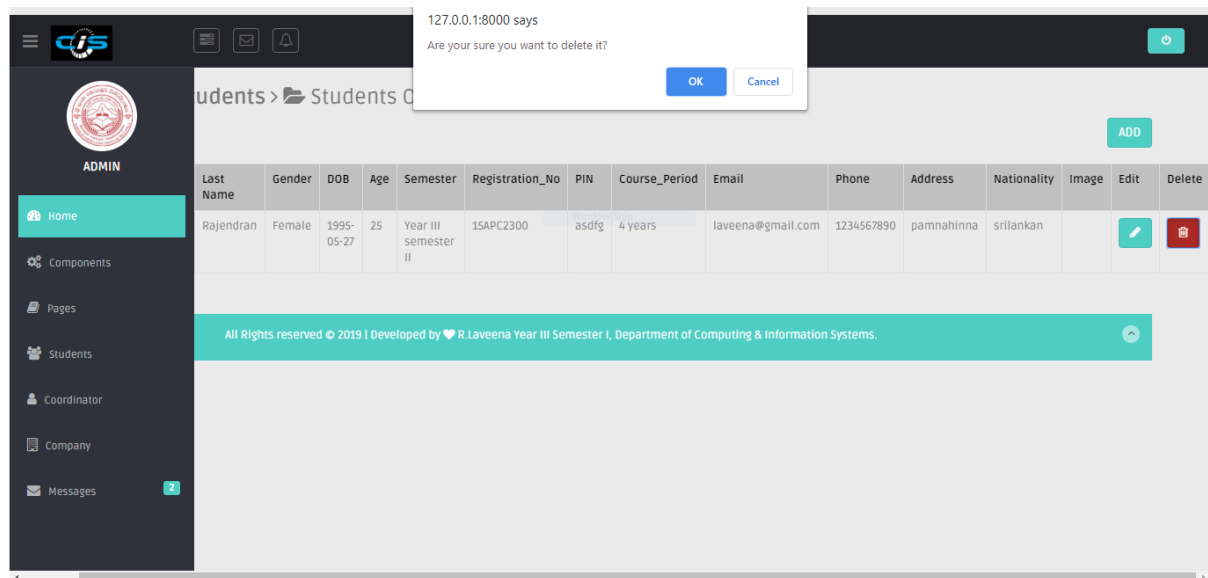 127.0.0.1:8000 says
Are your sure you want to delete it?
OK Cancel
cis
udents > Students O
ADD
ADMIN
Home
Components
Pages
Students
Coordinator
Company
Messages 2
Last Name Gender DOB Age Semester Registration_No PIN Course_Period Email Phone Address Nationality Image Edit Delete
Rajendran Female 1995-05-27 25 Year III semester II 15APC2300 asdfg 4 years laveena@gmail.com 1234567890 pamnahinna srilankan
Window Snip
All Rights reserved © 2019 | Developed by ♥ R.Laveena Year III Semester I, Department of Computing & Information Systems.